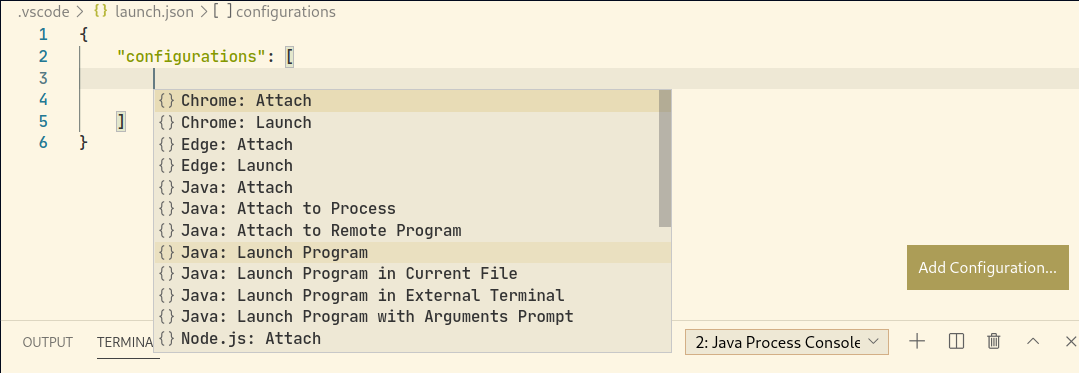 .vscode > {} launch.json > [ ] configurations
1 {
2 "configurations": [
3
4
5 ]
6 }
{} Chrome: Attach
{} Chrome: Launch
{} Edge: Attach
{} Edge: Launch
{} Java: Attach
{} Java: Attach to Process
{} Java: Attach to Remote Program
{} Java: Launch Program
{} Java: Launch Program in Current File
{} Java: Launch Program in External Terminal
{} Java: Launch Program with Arguments Prompt
{} Node.js: Attach
Add Configuration...
OUTPUT TERMINA 2: Java Process Console